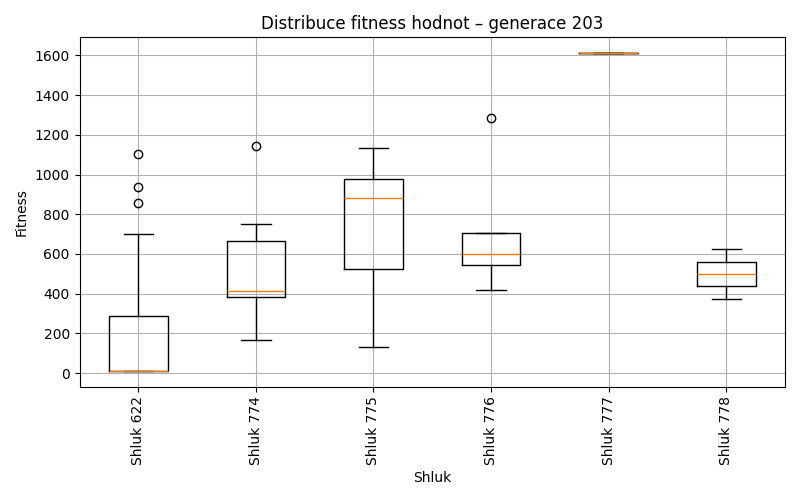 Distribuce fitness hodnot – generace 203
Fitness
1600
1400
1200
1000
800
600
400
200
0
Shluk 622
Shluk 774
Shluk 775
Shluk 776
Shluk 777
Shluk 778
Shluk